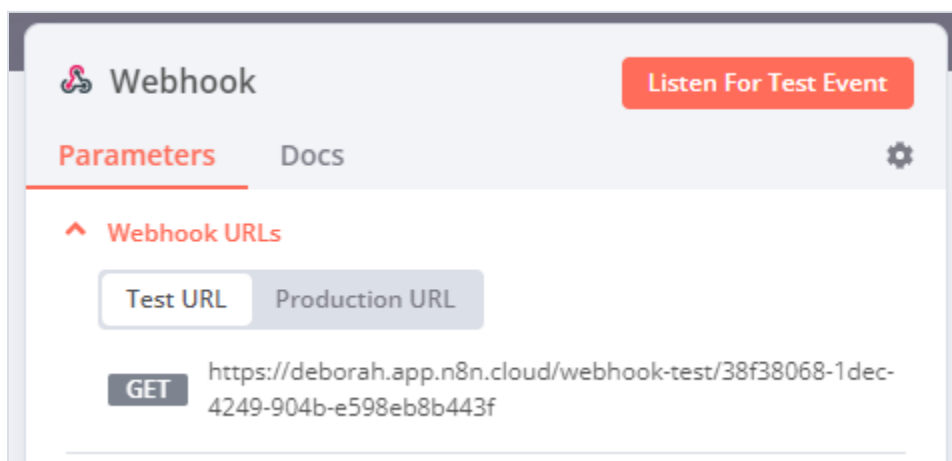 Webhook
Listen For Test Event
Parameters
Docs
Webhook URLs
Test URL
Production URL
GET
https://deborah.app.n8n.cloud/webhook-test/38f38068-1dec-
4249-904b-e598eb8b443f